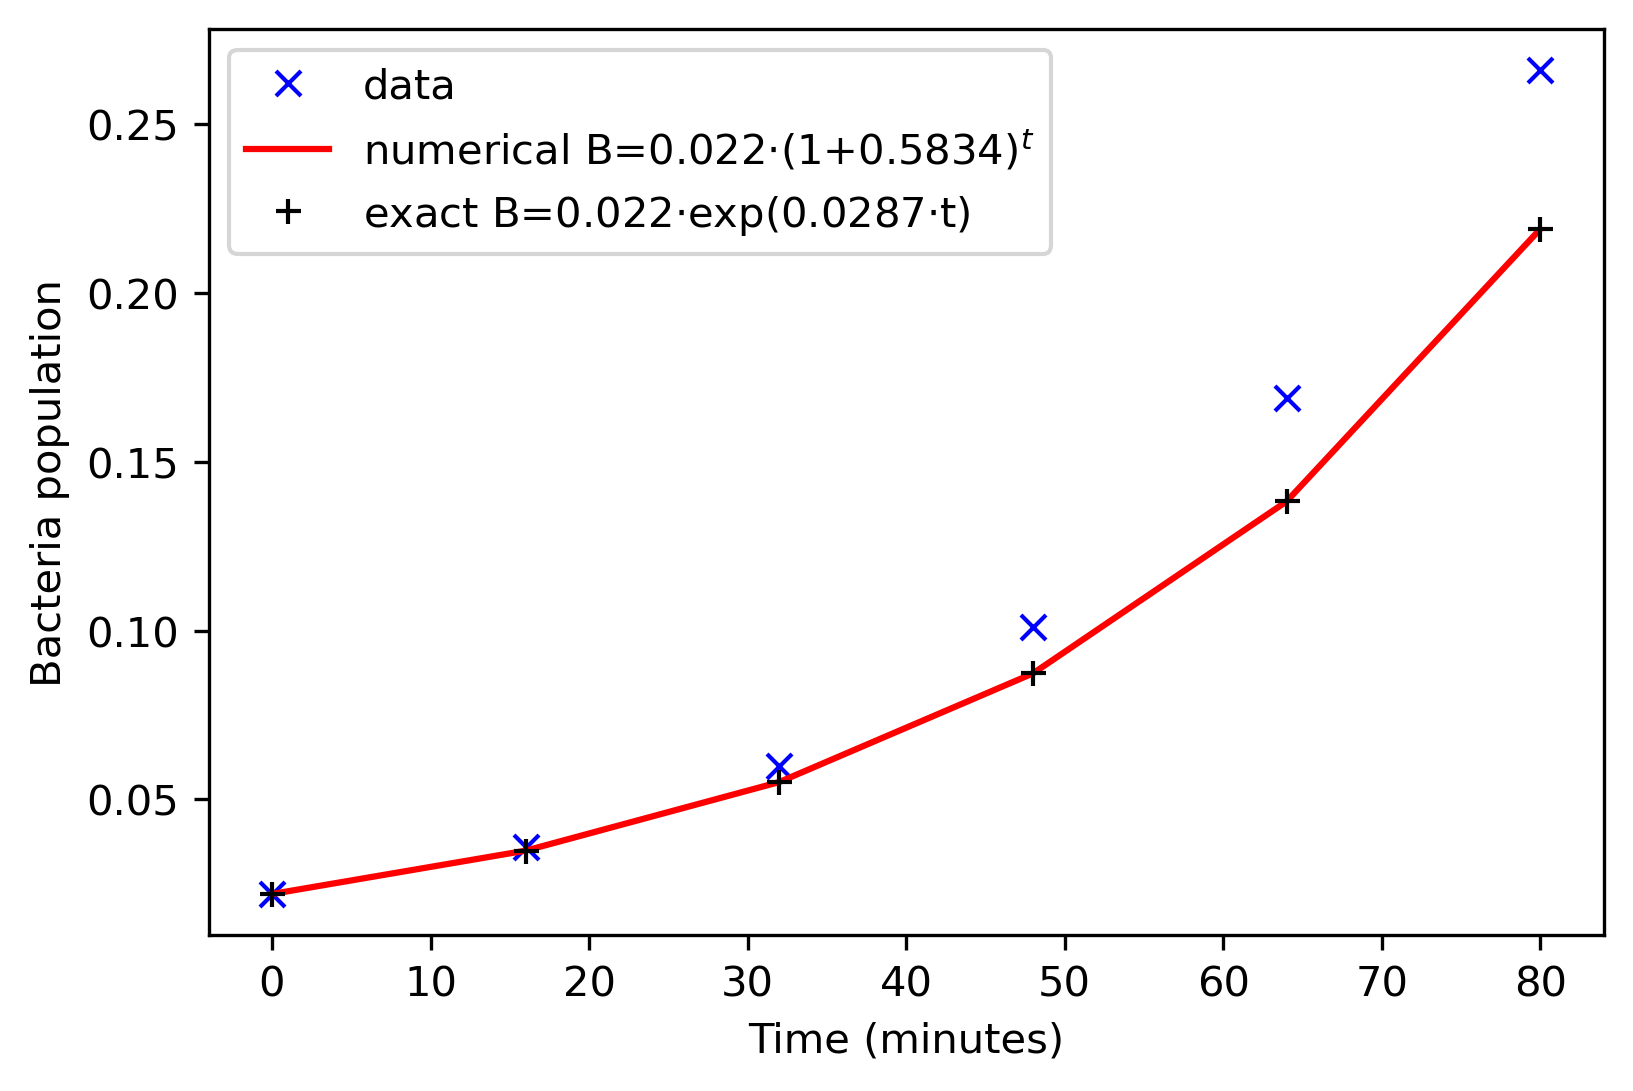 data
numerical B=0.022·(1+0.5834)^t
exact B=0.022·exp(0.0287·t)
0.25
0.20
0.15
0.10
0.05
Bacteria population
0 10 20 30 40 50 60 70 80
Time (minutes)